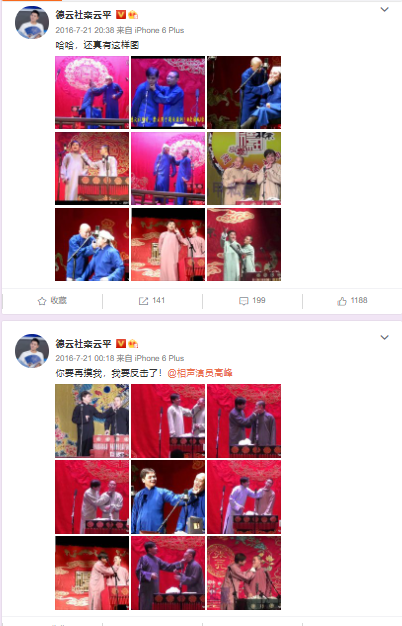 德云社栾云平
2016-7-21 20:38 来自 iPhone 6 Plus
哈哈，还真有这样图
收藏
141
199
1188
德云社栾云平
2016-7-21 00:18 来自 iPhone 6 Plus
你要再摸我，我要反击了！@相声演员高峰